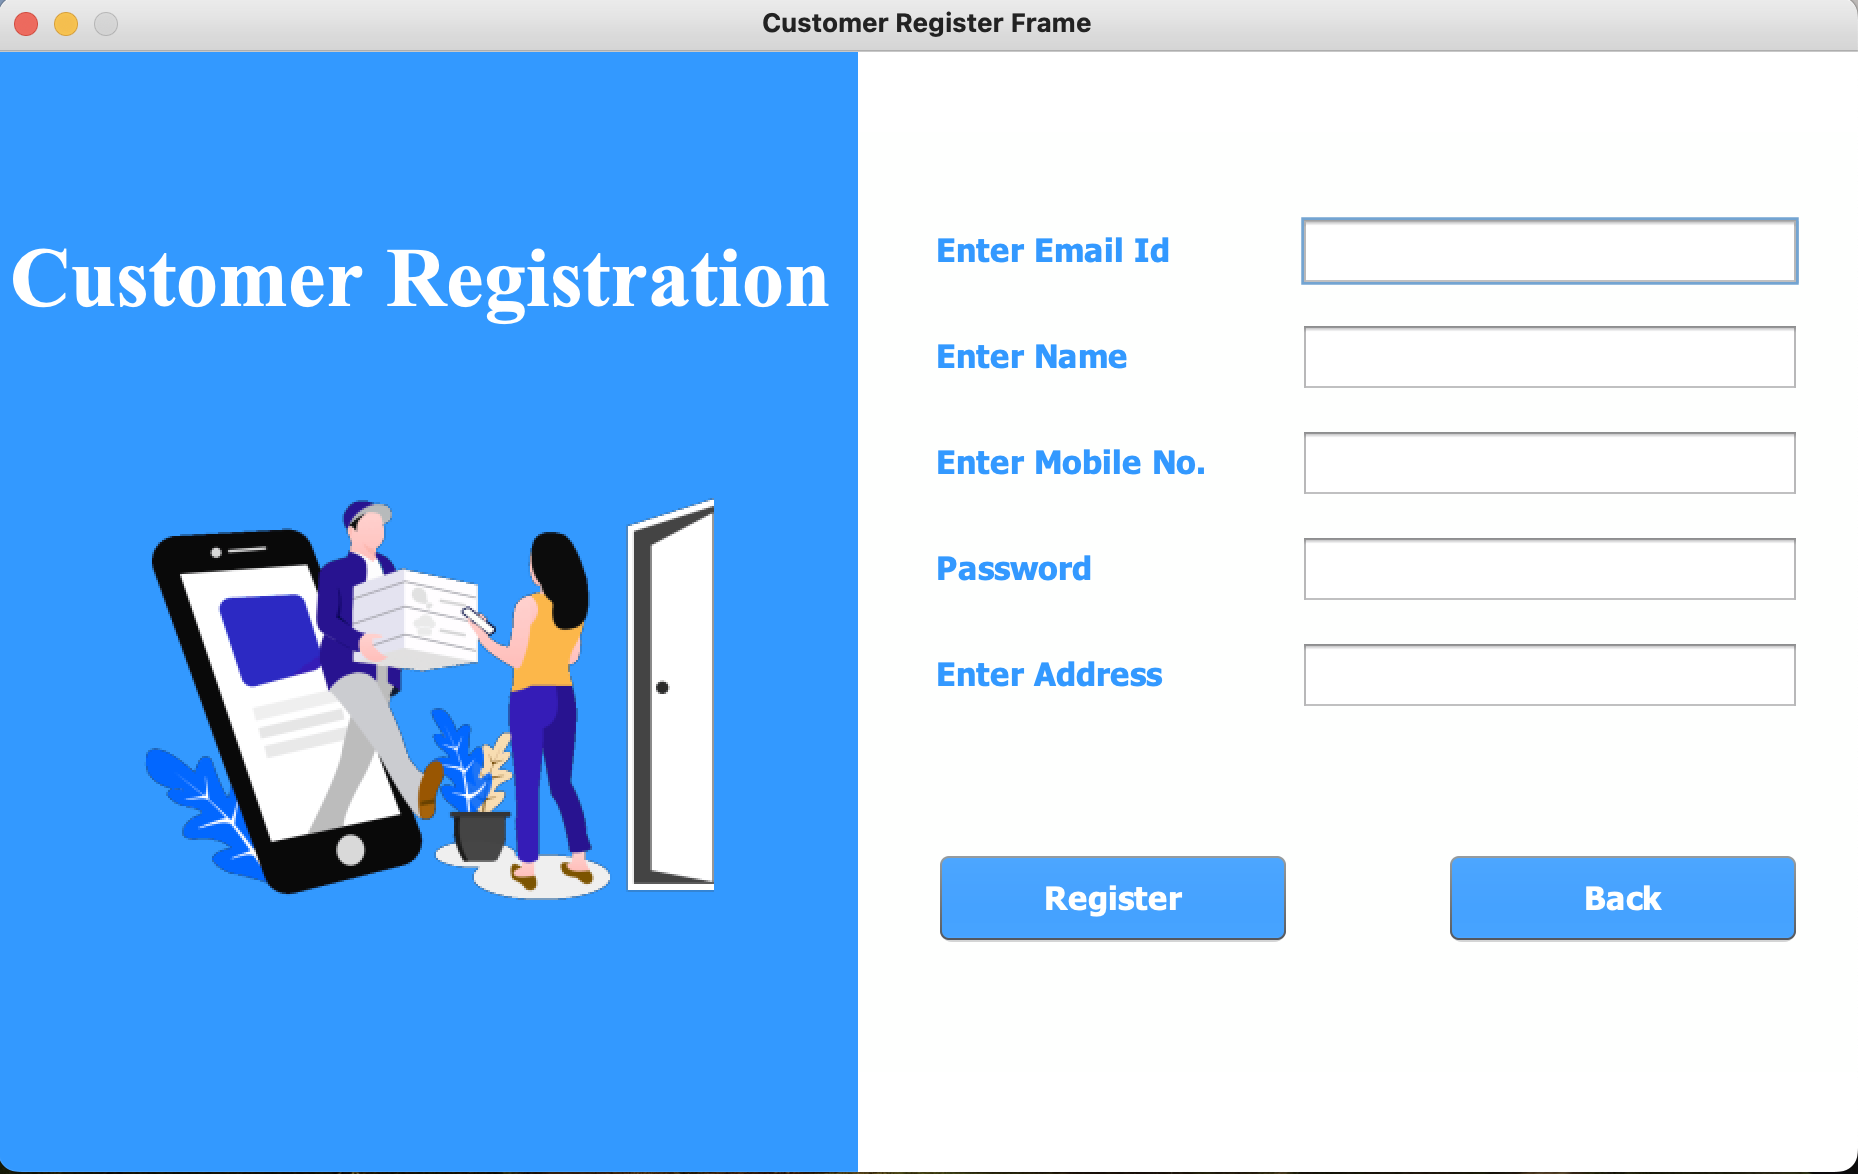 Customer Register Frame
Customer Registration
Enter Email Id
Enter Name
Enter Mobile No.
Password
Enter Address
Register
Back